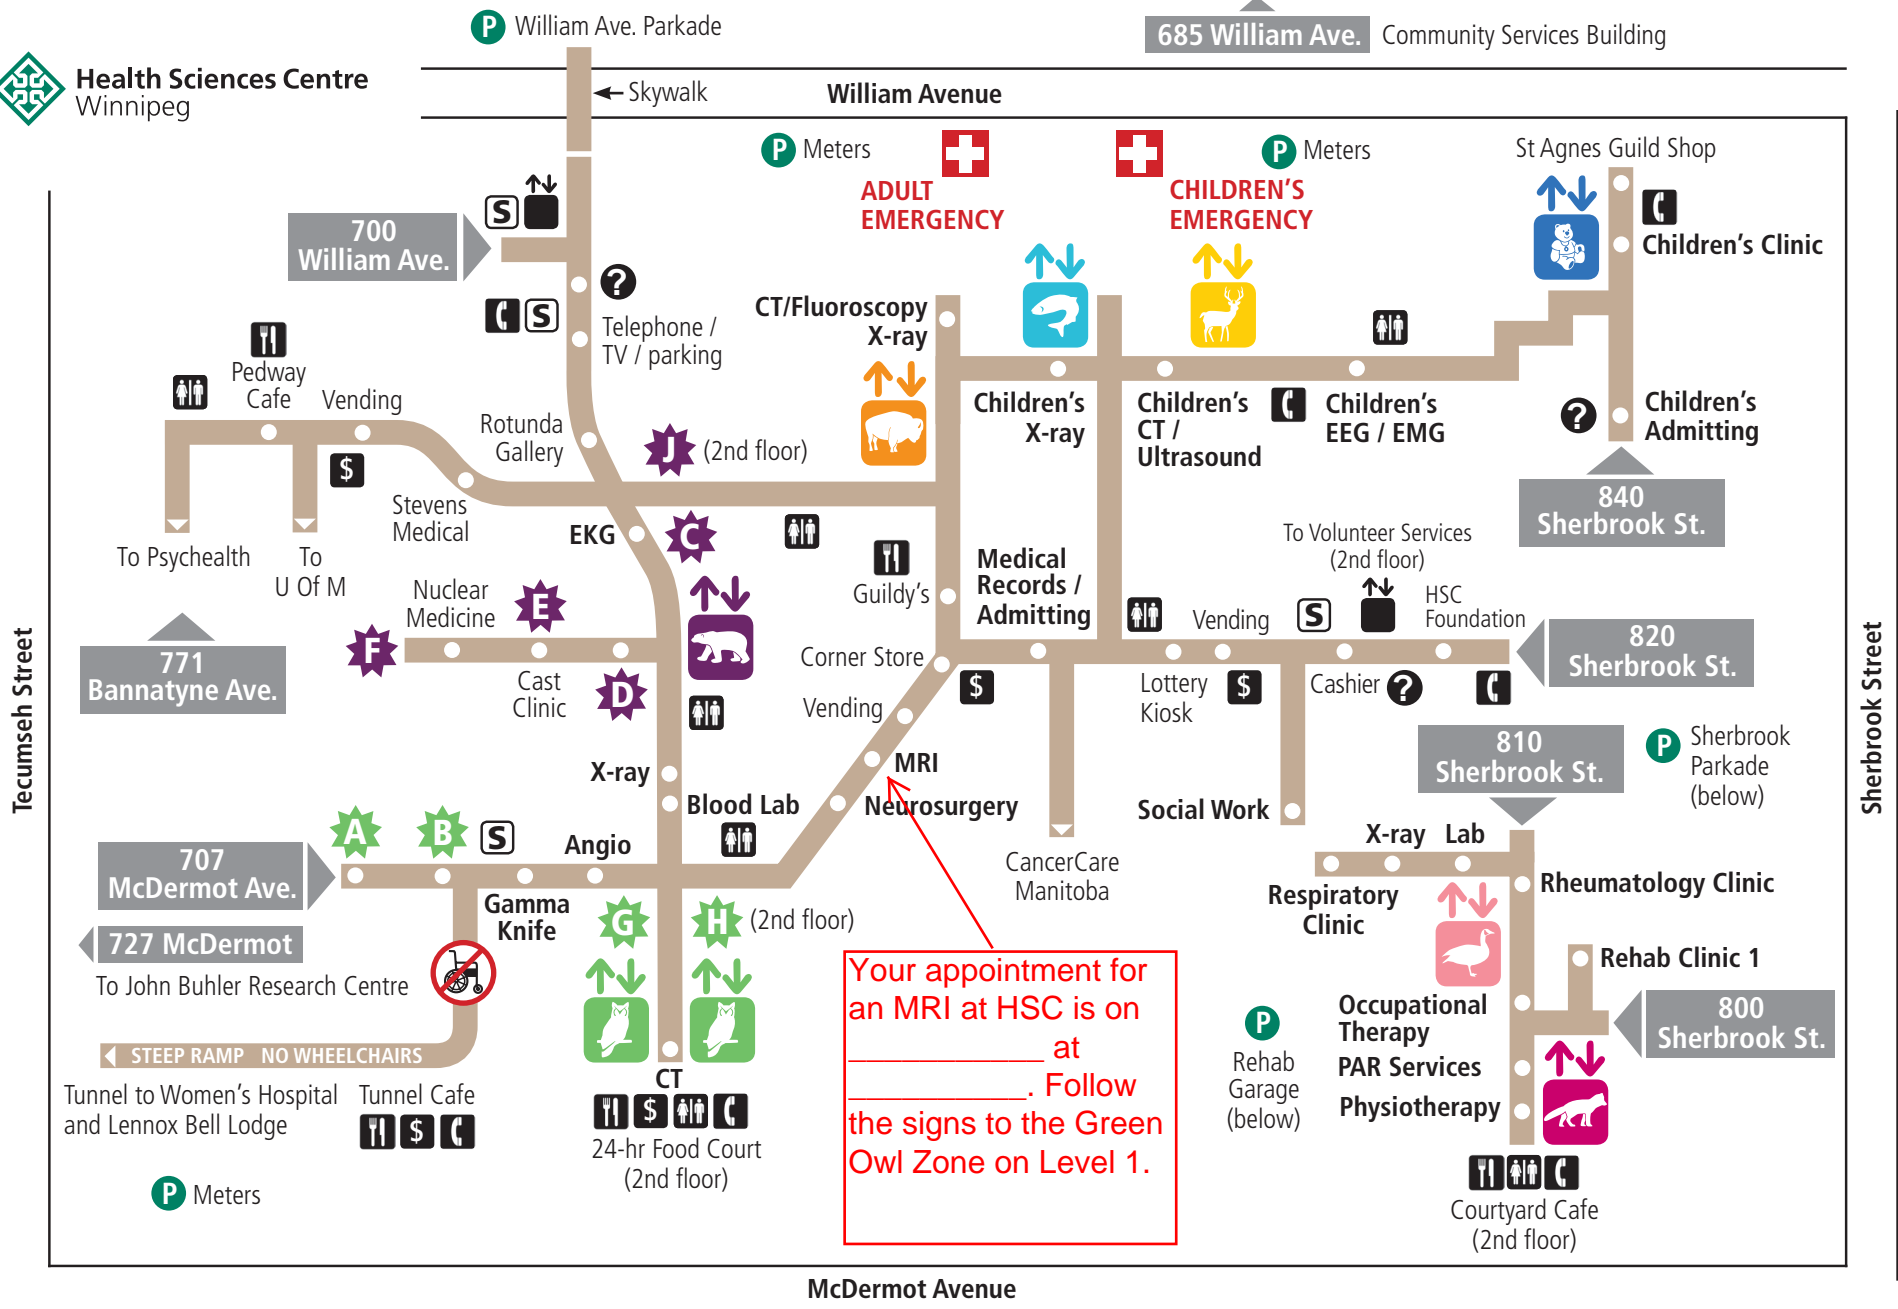 P William Ave. Parkade
685 William Ave.
Community Services Building
Health Sciences Centre
Winnipeg
Skywalk
William Avenue
P Meters
P Meters
St Agnes Guild Shop
ADULT
EMERGENCY
CHILDREN'S
EMERGENCY
S
700
William Ave.
Children's Clinic
?
S
Telephone /
TV / parking
CT/Fluoroscopy
X-ray
Pedway
Cafe
Vending
Rotunda
Gallery
J (2nd floor)
Children's
X-ray
Children's
CT /
Ultrasound
Children's
EEG / EMG
?
Children's
Admitting
$
Stevens
Medical
840
Sherbrook St.
EKG
C
To Psychealth
To
U Of M
To Volunteer Services
(2nd floor)
Medical
Records /
Admitting
Guildy's
Nuclear
Medicine
E
F
Vending
S
HSC
Foundation
820
Sherbrook St.
Tecumseh Street
Sherbrook Street
771
Bannatyne Ave.
Corner Store
Cast
Clinic
D
$
Lottery
Kiosk
$
Cashier
?
Vending
810
Sherbrook St.
P Sherbrook
Parkade
(below)
X-ray
MRI
Blood Lab
Neurosurgery
Social Work
A
B
S
Angio
X-ray
Lab
707
McDermot Ave.
CancerCare
Manitoba
Rheumatology Clinic
Respiratory
Clinic
Gamma
Knife
G
H (2nd floor)
727 McDermot
To John Buhler Research Centre
Rehab Clinic 1
Your appointment for
an MRI at HSC is on
____________ at
__________. Follow
the signs to the Green
Owl Zone on Level 1.
Occupational
Therapy
800
Sherbrook St.
P
Rehab
Garage
(below)
STEEP RAMP NO WHEELCHAIRS
PAR Services
Physiotherapy
CT
Tunnel to Women's Hospital
and Lennox Bell Lodge
Tunnel Cafe
$
$
24-hr Food Court
(2nd floor)
P Meters
Courtyard Cafe
(2nd floor)
McDermot Avenue